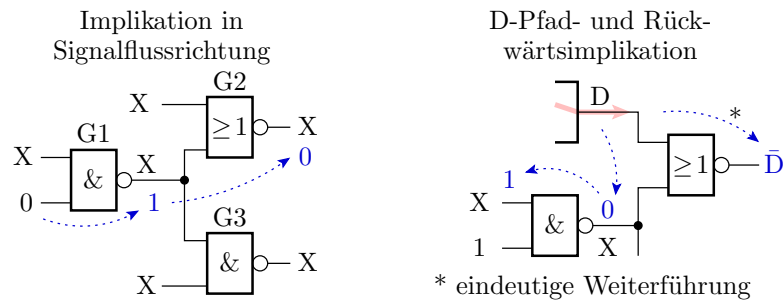 Implikation in
Signalflussrichtung
G2
X
≥1
X
G1
X
0
X
&
0
1
G3
&
X
X
D-Pfad- und Rück-
wärtsimplikation
D
*
≥1
D̄
1
X
0
&
1
X
* eindeutige Weiterführung